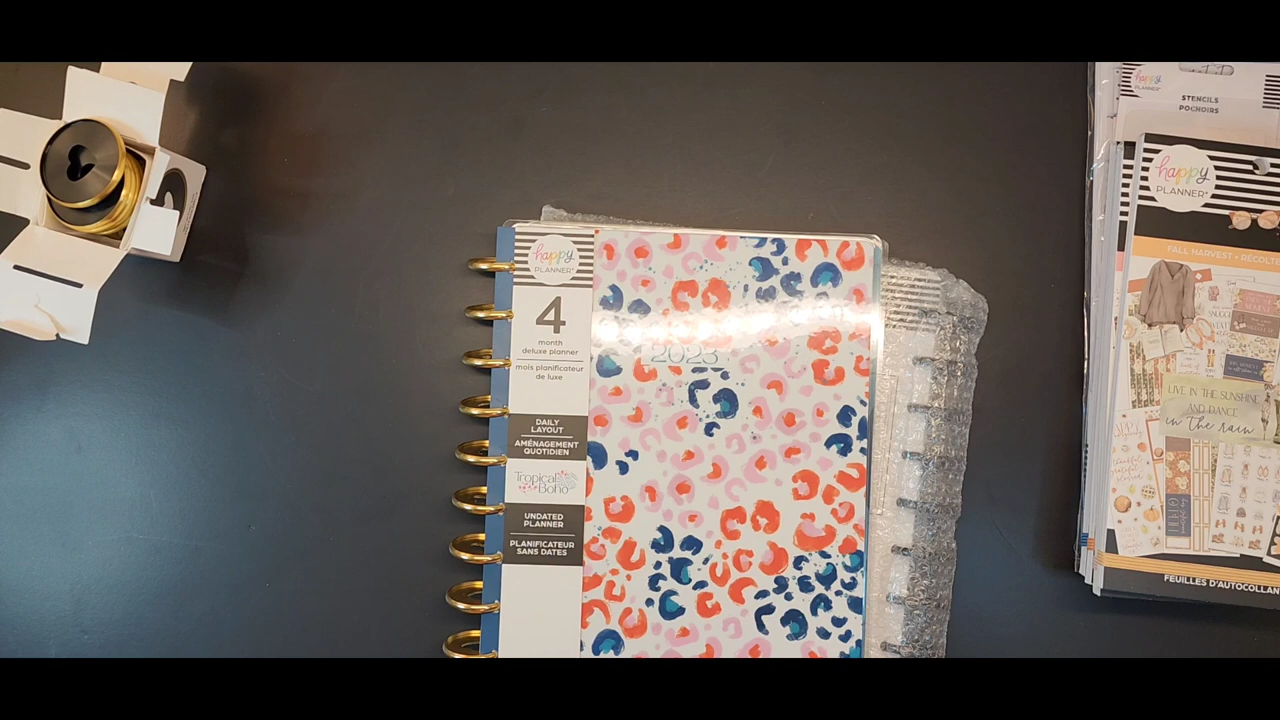 happy
PLANNER®
4
month
deluxe planner
mois planificateur
de luxe
DAILY
LAYOUT
AMÉNAGEMENT
QUOTIDIEN
Tropical
Boho
UNDATED
PLANNER
PLANIFICATEUR
SANS DATES
2023
happy
PLANNER
STENCILS
POCHOIRS
happy
PLANNER®
FALL HARVEST • RÉCOLTE
LIVE IN THE SUNSHINE
AND DANCE
in the rain
FEUILLES D'AUTOCOLLAN